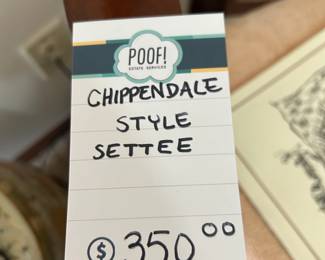 POOF!
ESTATE SERVICES
CHIPPENDALE
STYLE
SETTEE
$ 350 00